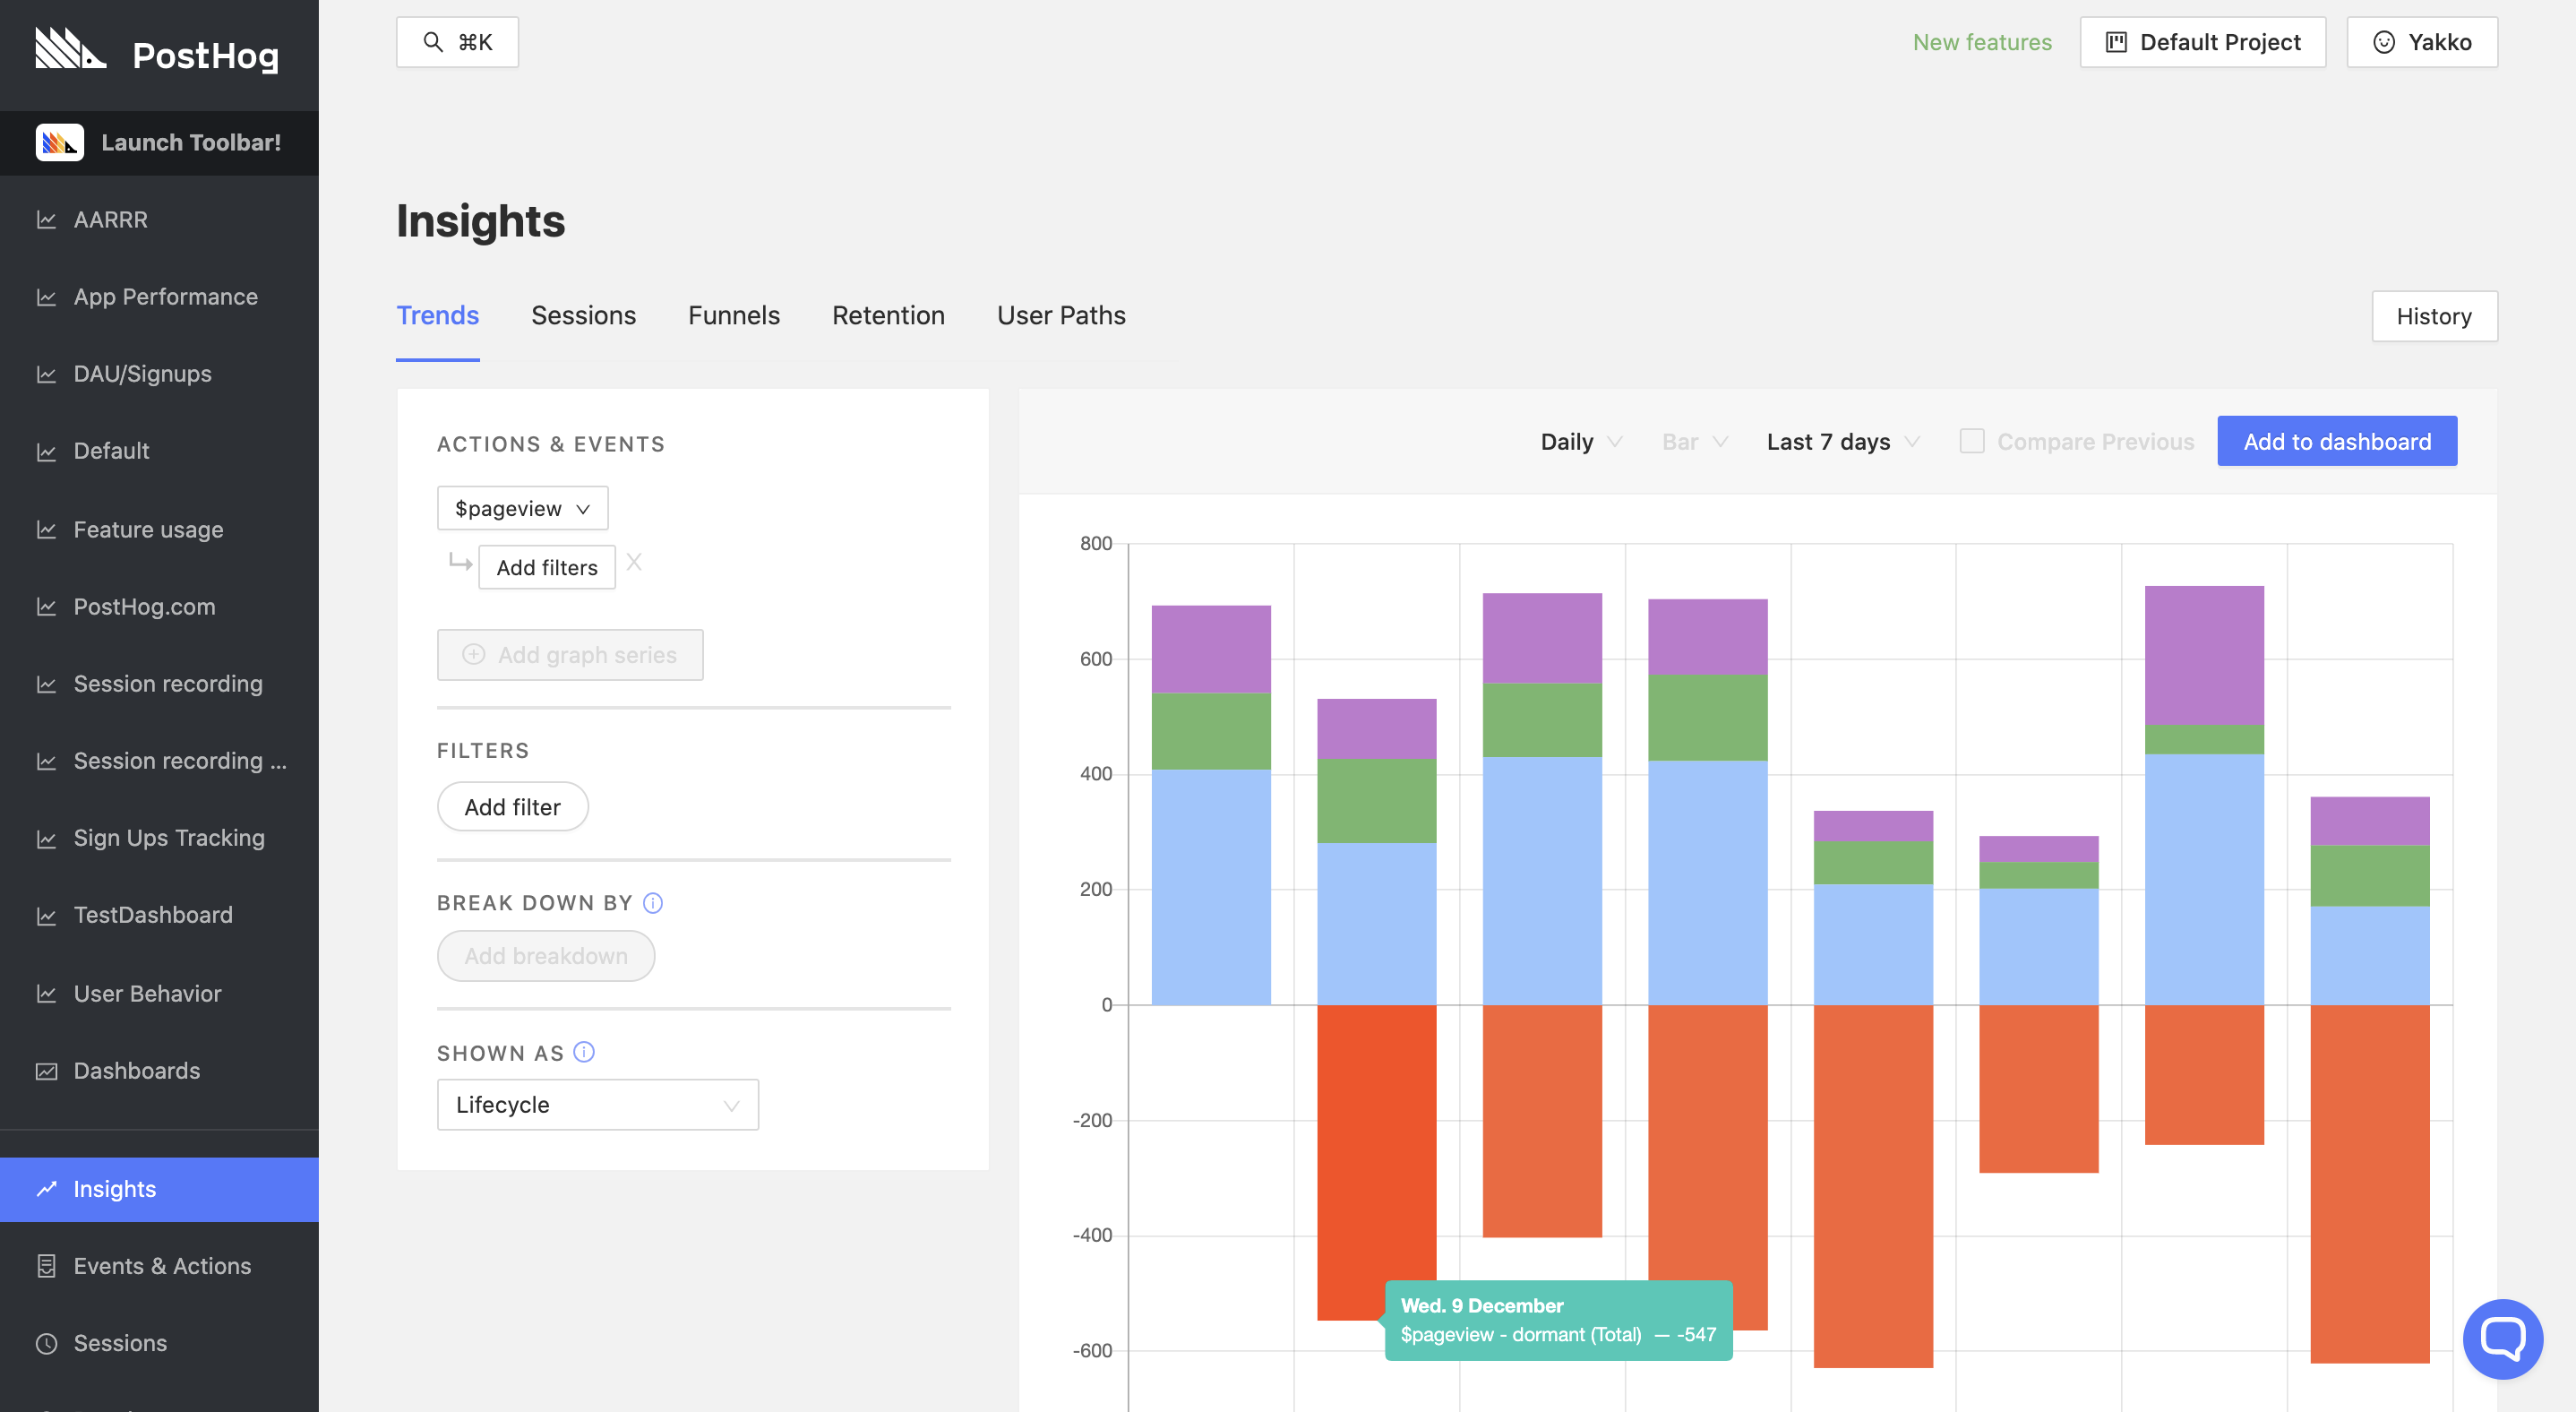 PostHog
Launch Toolbar!
AARRR
App Performance
DAU/Signups
Default
Feature usage
PostHog.com
Session recording
Session recording ...
Sign Ups Tracking
TestDashboard
User Behavior
Dashboards
Insights
Events & Actions
Sessions
⌘K
New features
Default Project
Yakko
Insights
Trends
Sessions
Funnels
Retention
User Paths
History
ACTIONS & EVENTS
$pageview
Add filters
X
Add graph series
FILTERS
Add filter
BREAK DOWN BY
Add breakdown
SHOWN AS
Lifecycle
Daily
Bar
Last 7 days
Compare Previous
Add to dashboard
800
600
400
200
0
-200
-400
-600
Wed. 9 December
$pageview - dormant (Total) — -547